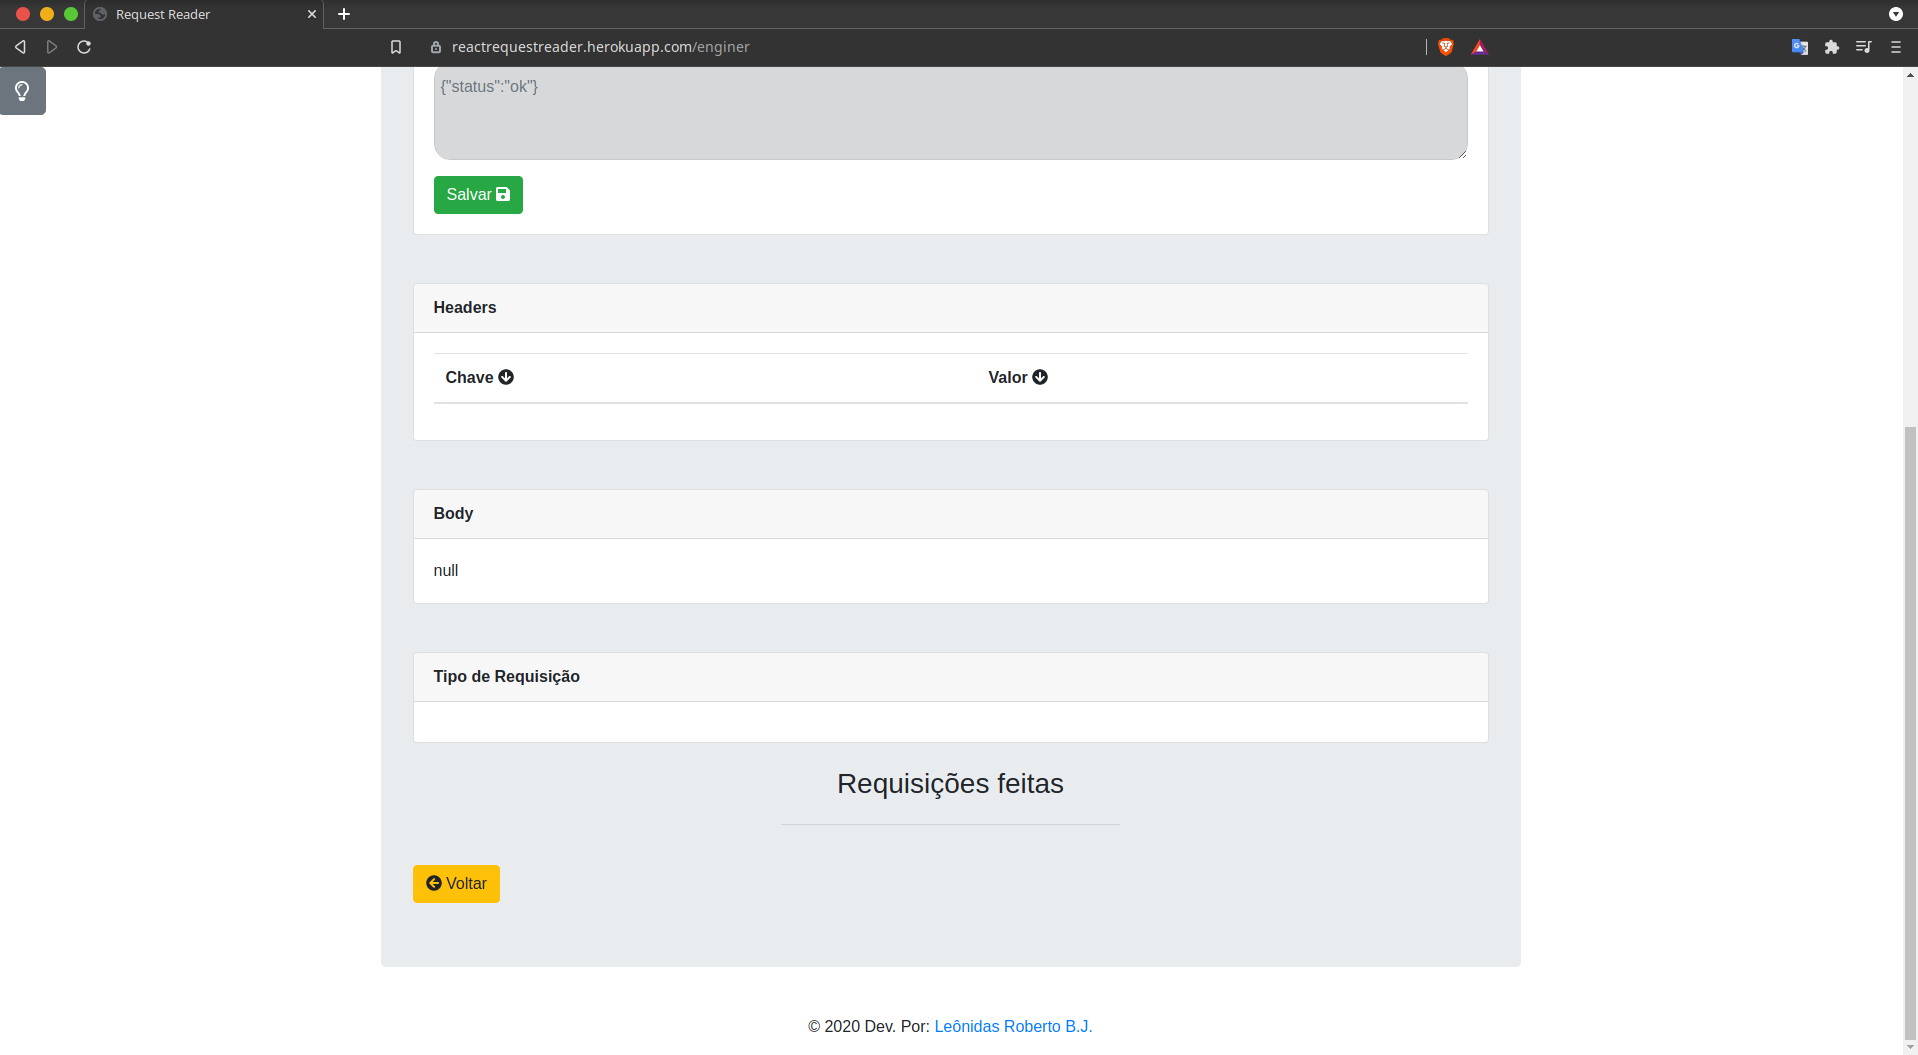 Request Reader
reactrequestreader.herokuapp.com/enginer
{"status":"ok"}
Salvar
Headers
Chave Valor
Body
null
Tipo de Requisição
Requisições feitas
Voltar
© 2020 Dev. Por: Leônidas Roberto B.J.